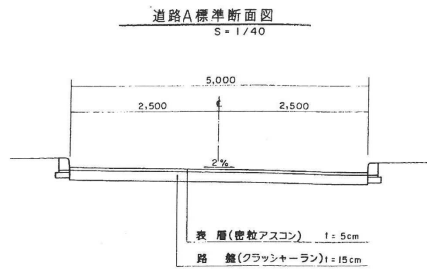 道路A標準断面図
S = 1/40
5,000
2,500
℄
2,500
2%
表 層(密粒アスコン) t = 5cm
路 盤(クラッシャーラン) t = 15cm